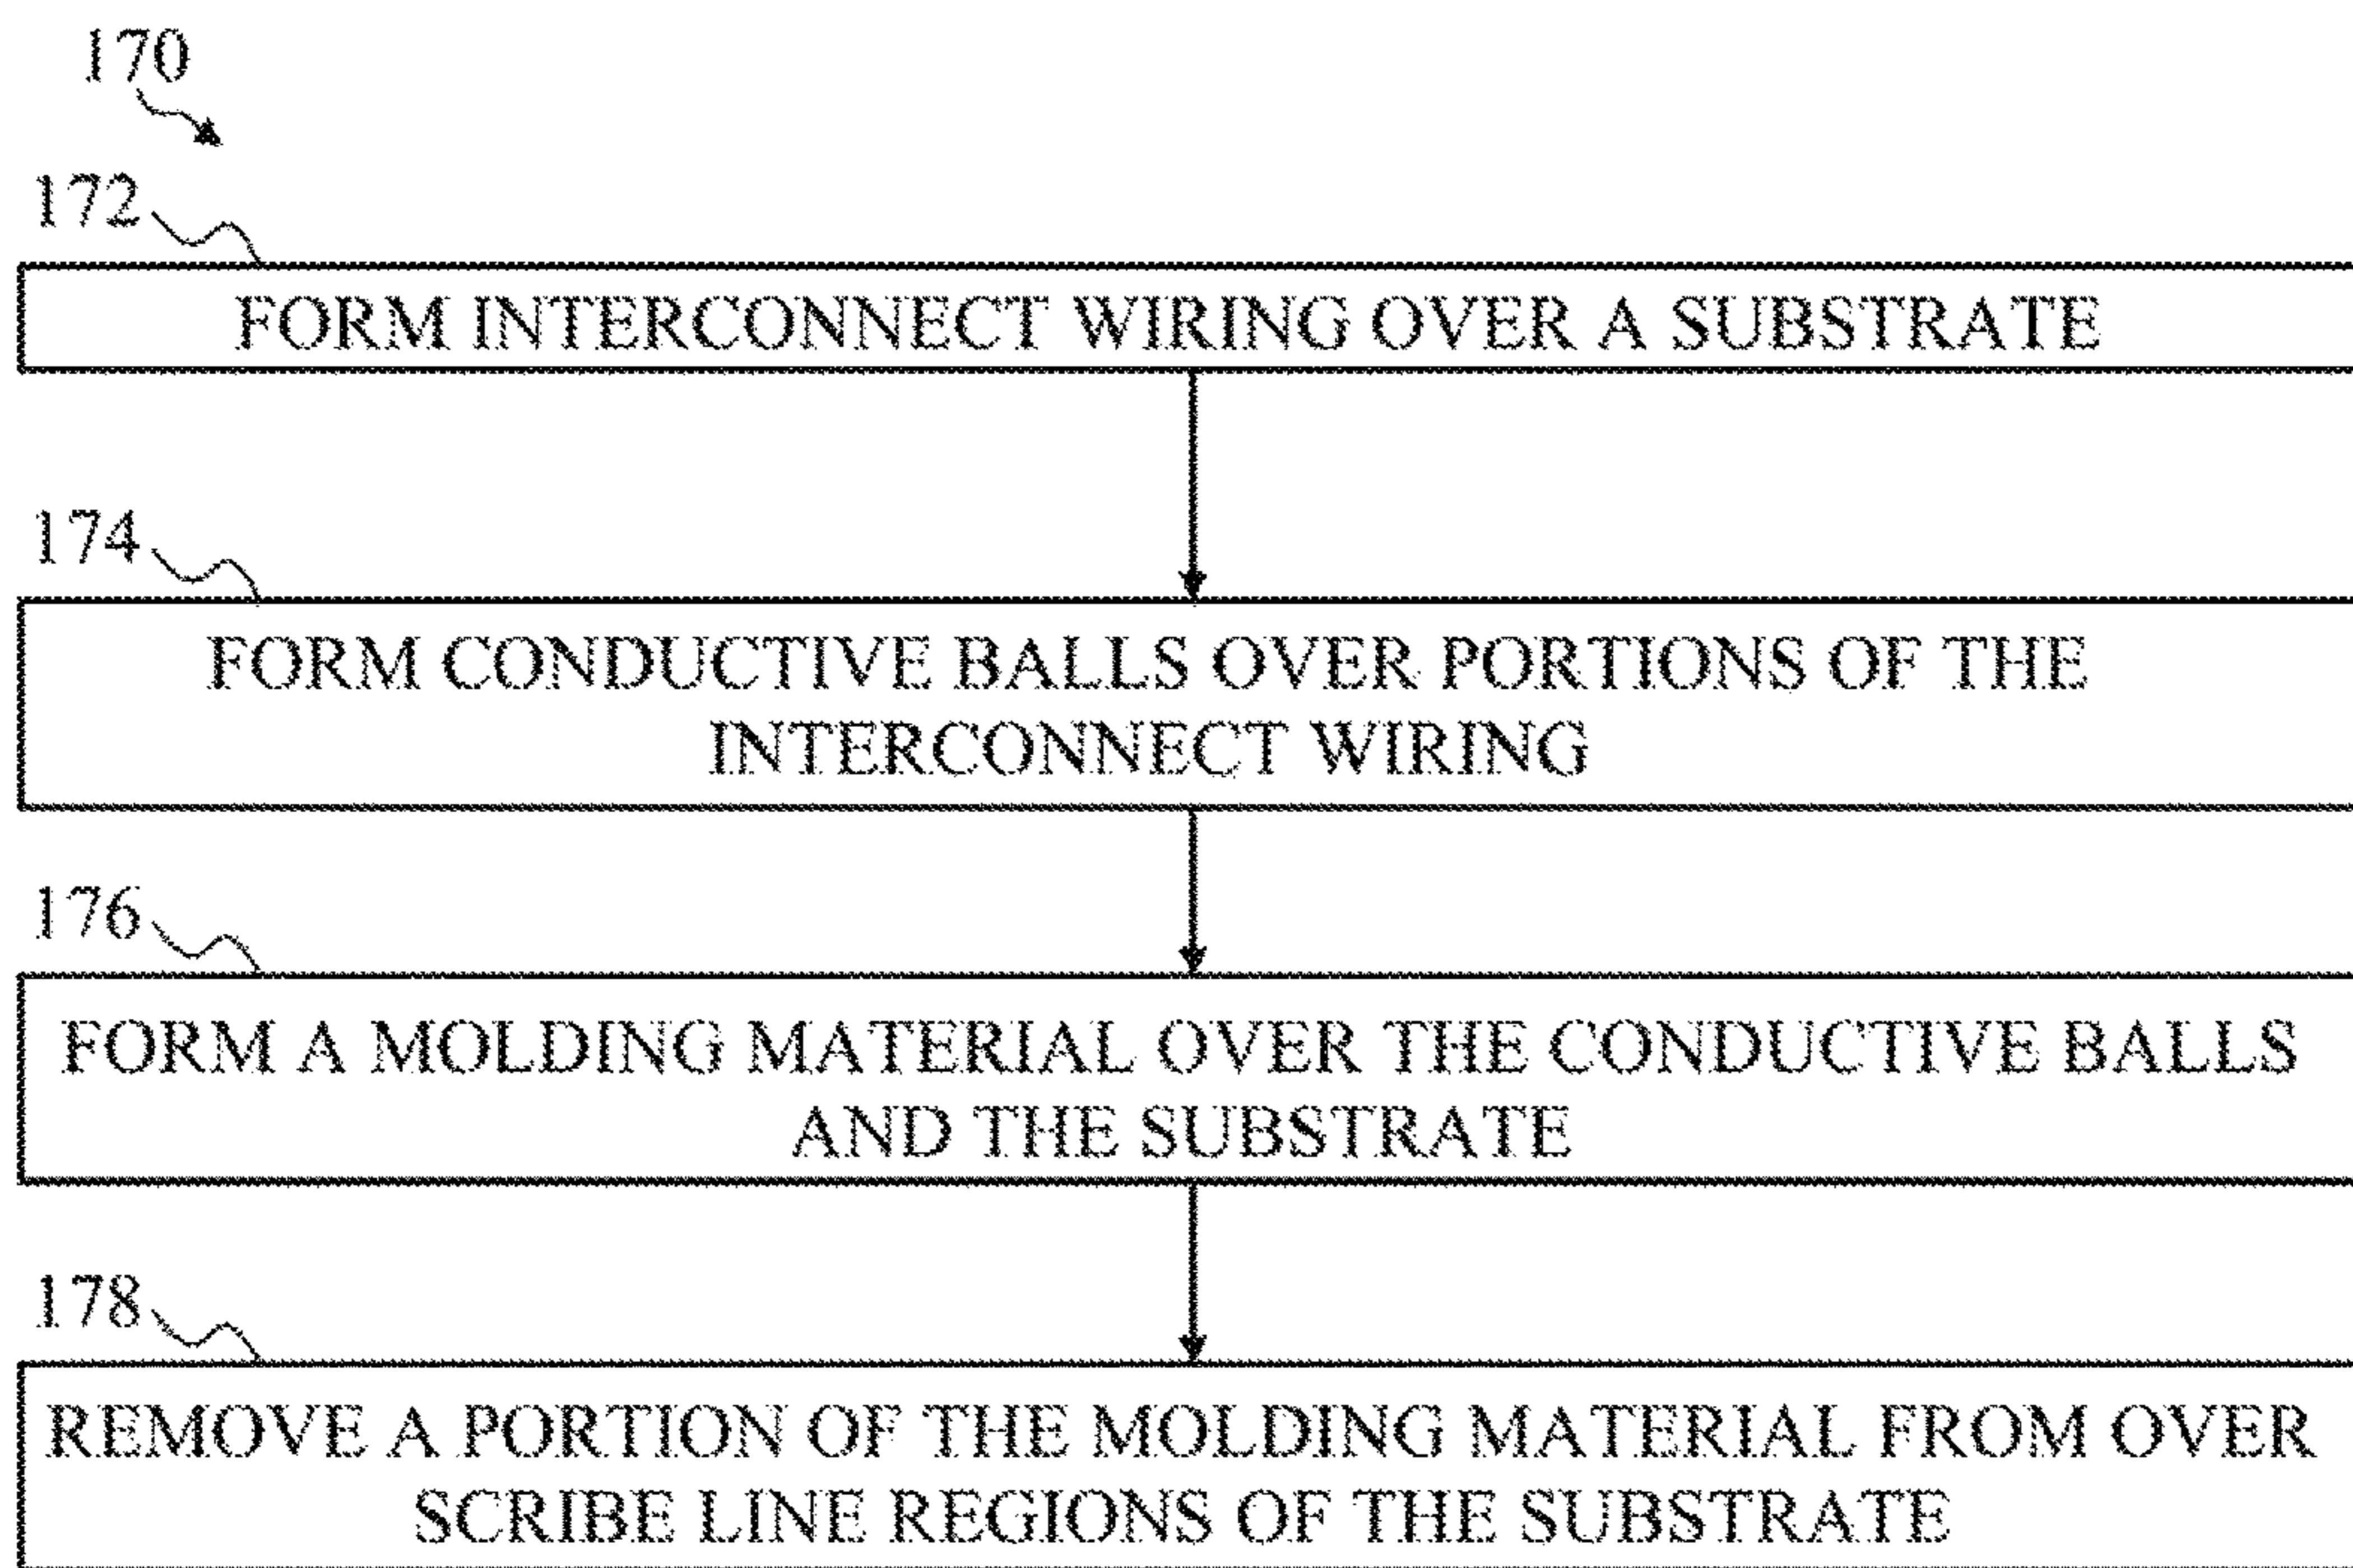 170
172
FORM INTERCONNECT WIRING OVER A SUBSTRATE
174
FORM CONDUCTIVE BALLS OVER PORTIONS OF THE
INTERCONNECT WIRING
176
FORM A MOLDING MATERIAL OVER THE CONDUCTIVE BALLS
AND THE SUBSTRATE
178
REMOVE A PORTION OF THE MOLDING MATERIAL FROM OVER
SCRIBE LINE REGIONS OF THE SUBSTRATE